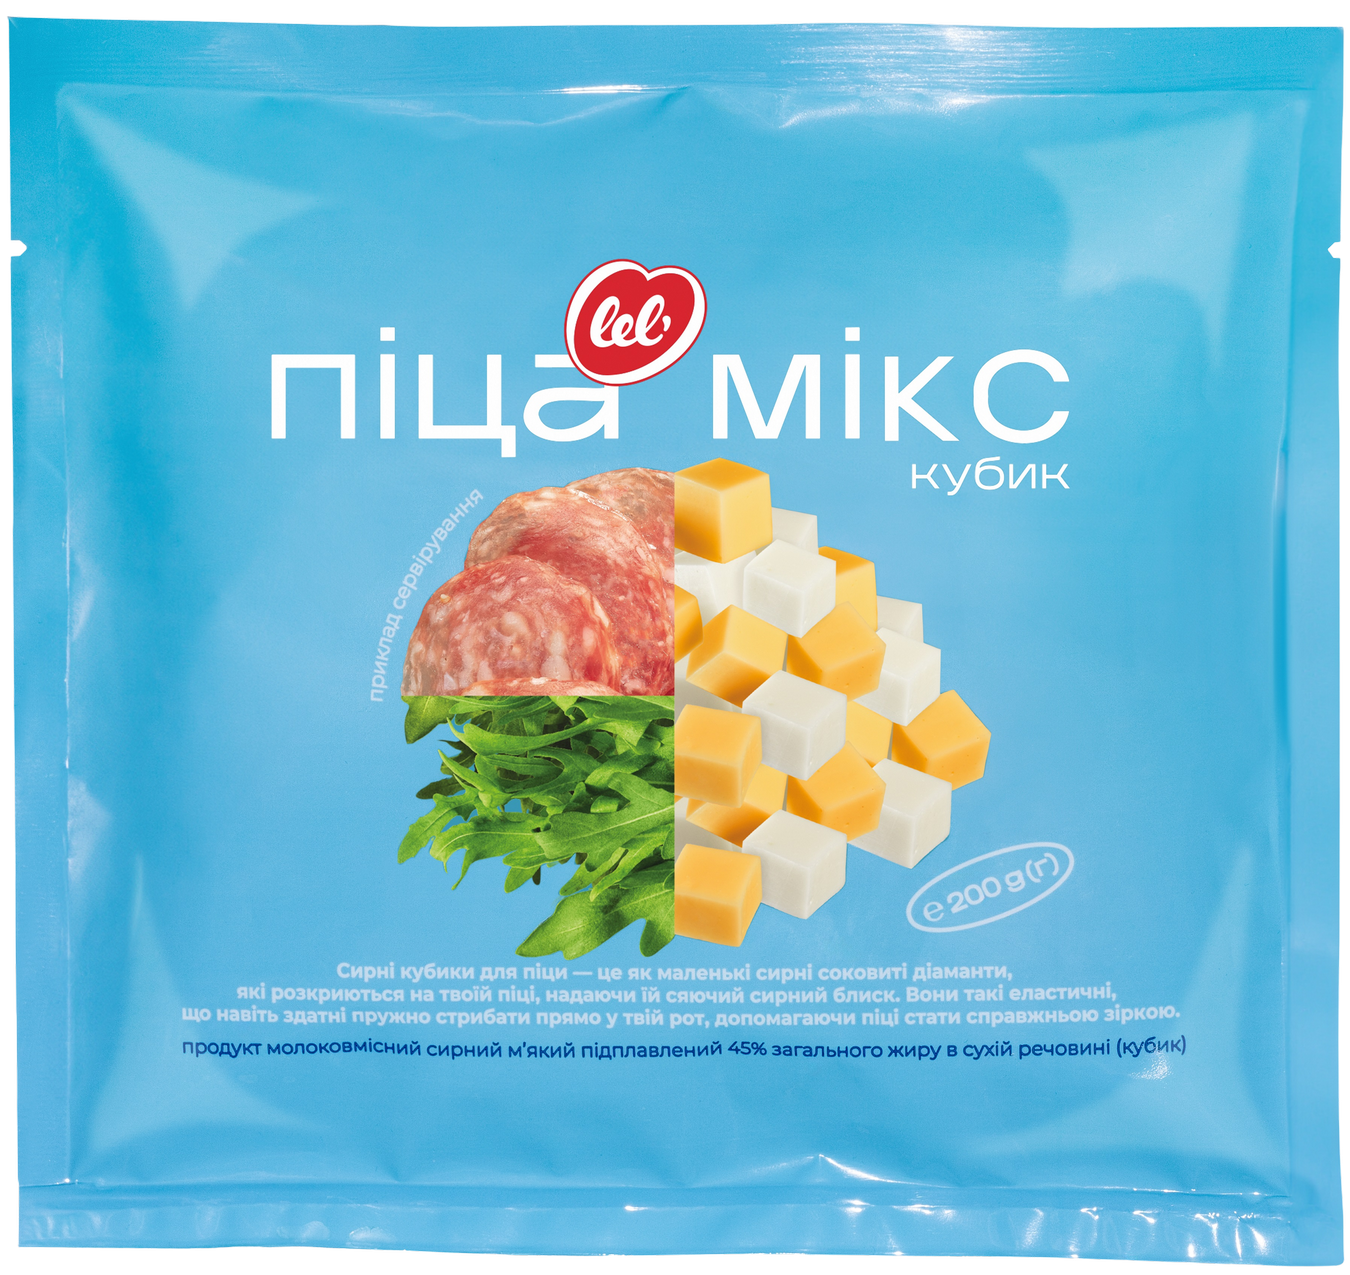 lel'
піца мікс
кубик
приклад сервірування
℮ 200 g (г)
Сирні кубики для піци — це як маленькі сирні соковиті діаманти,
які розкриються на твоїй піці, надаючи їй сяючий сирний блиск. Вони такі еластичні,
що навіть здатні пружно стрибати прямо у твій рот, допомагаючи піці стати справжньою зіркою.
продукт молоковмісний сирний м'який підплавлений 45% загального жиру в сухій речовині (кубик)